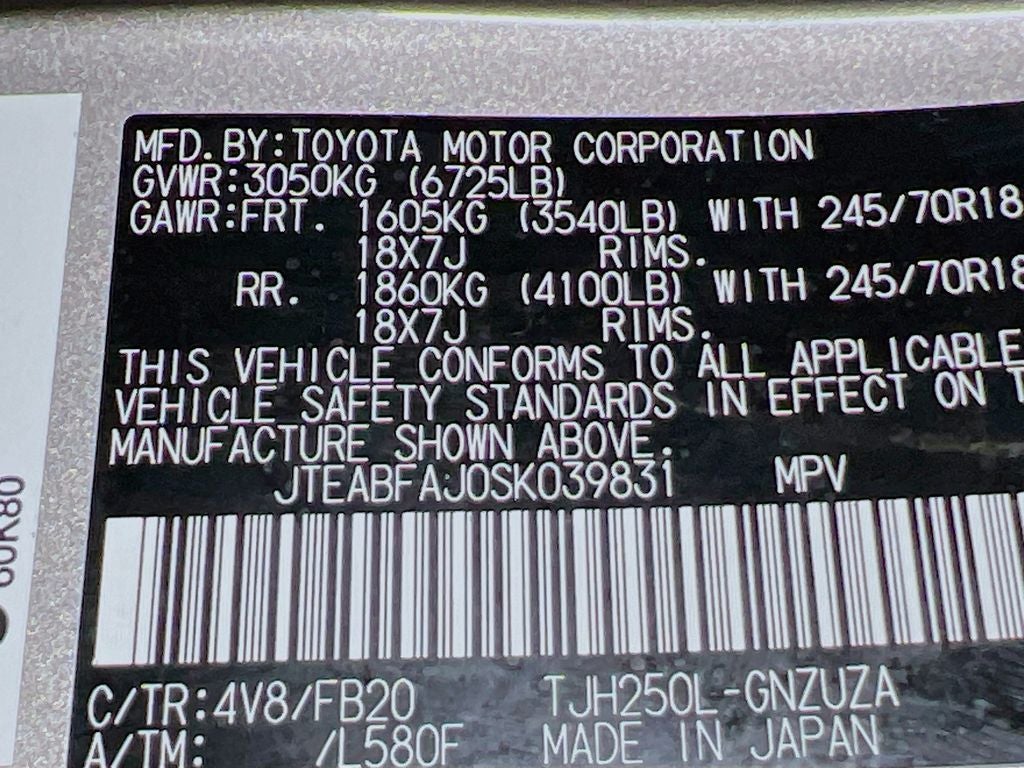 MFD.BY:TOYOTA MOTOR CORPORATION
GVWR:3050KG (6725LB)
GAWR:FRT. 1605KG (3540LB) WITH 245/70R18
18X7J RIMS.
RR. 1860KG (4100LB) WITH 245/70R18
18X7J RIMS.
THIS VEHICLE CONFORMS TO ALL APPLICABLE
VEHICLE SAFETY STANDARDS IN EFFECT ON
MANUFACTURE SHOWN ABOVE.
JTEABFAJ0SK039831 MPV
C/TR:4V8/FB20 TJH250L-GNZUZA
A/TM: /L580F MADE IN JAPAN
60K80